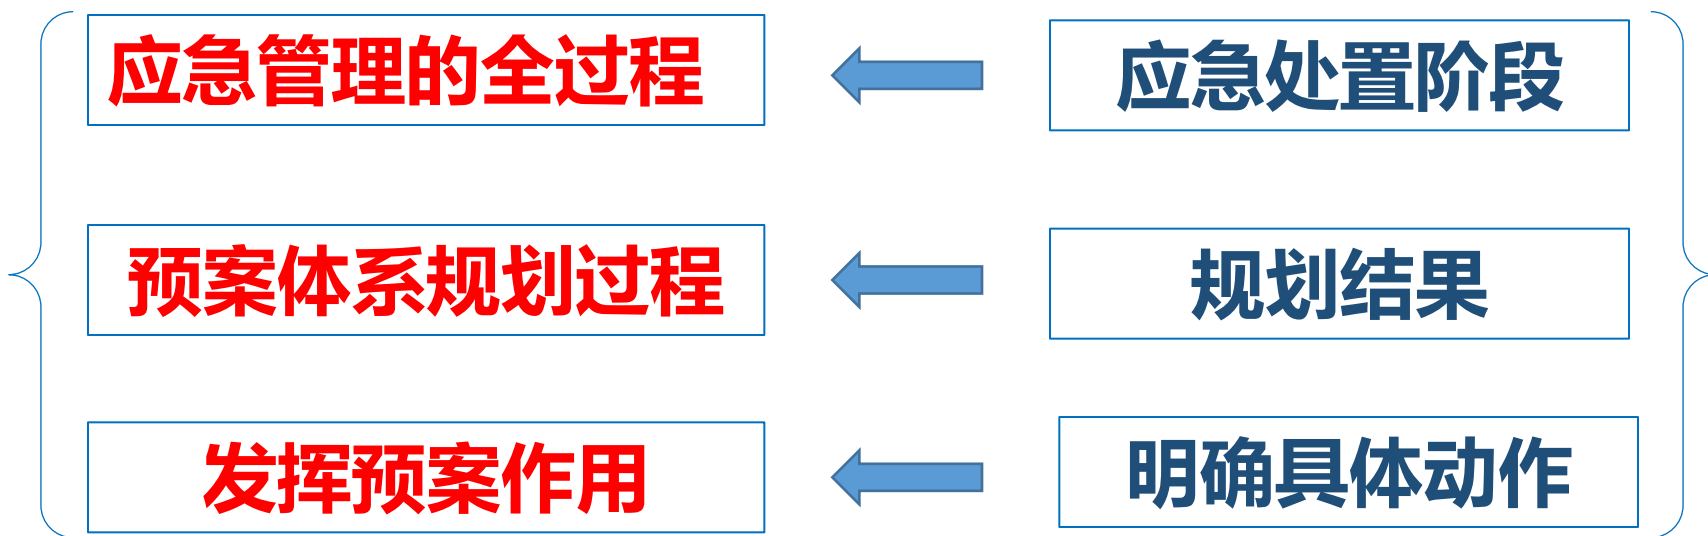 应急管理的全过程
应急处置阶段
预案体系规划过程
规划结果
发挥预案作用
明确具体动作